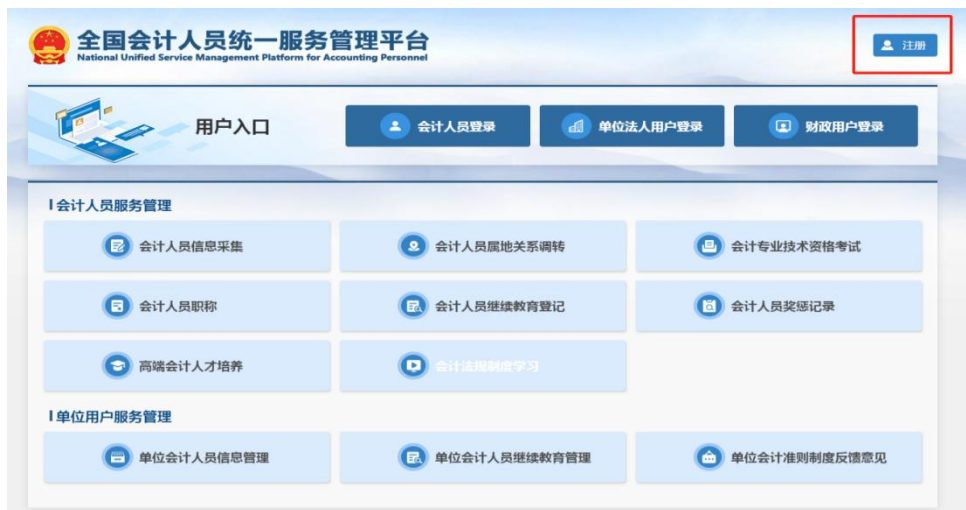 全国会计人员统一服务管理平台
National Unified Service Management Platform for Accounting Personnel
注册
用户入口
会计人员登录
单位法人用户登录
财政用户登录
会计人员服务管理
会计人员信息采集
会计人员属地关系调转
会计专业技术资格考试
会计人员职称
会计人员继续教育登记
会计人员奖惩记录
高端会计人才培养
会计法规制度学习
单位用户服务管理
单位会计人员信息管理
单位会计人员继续教育管理
单位会计准则制度反馈意见